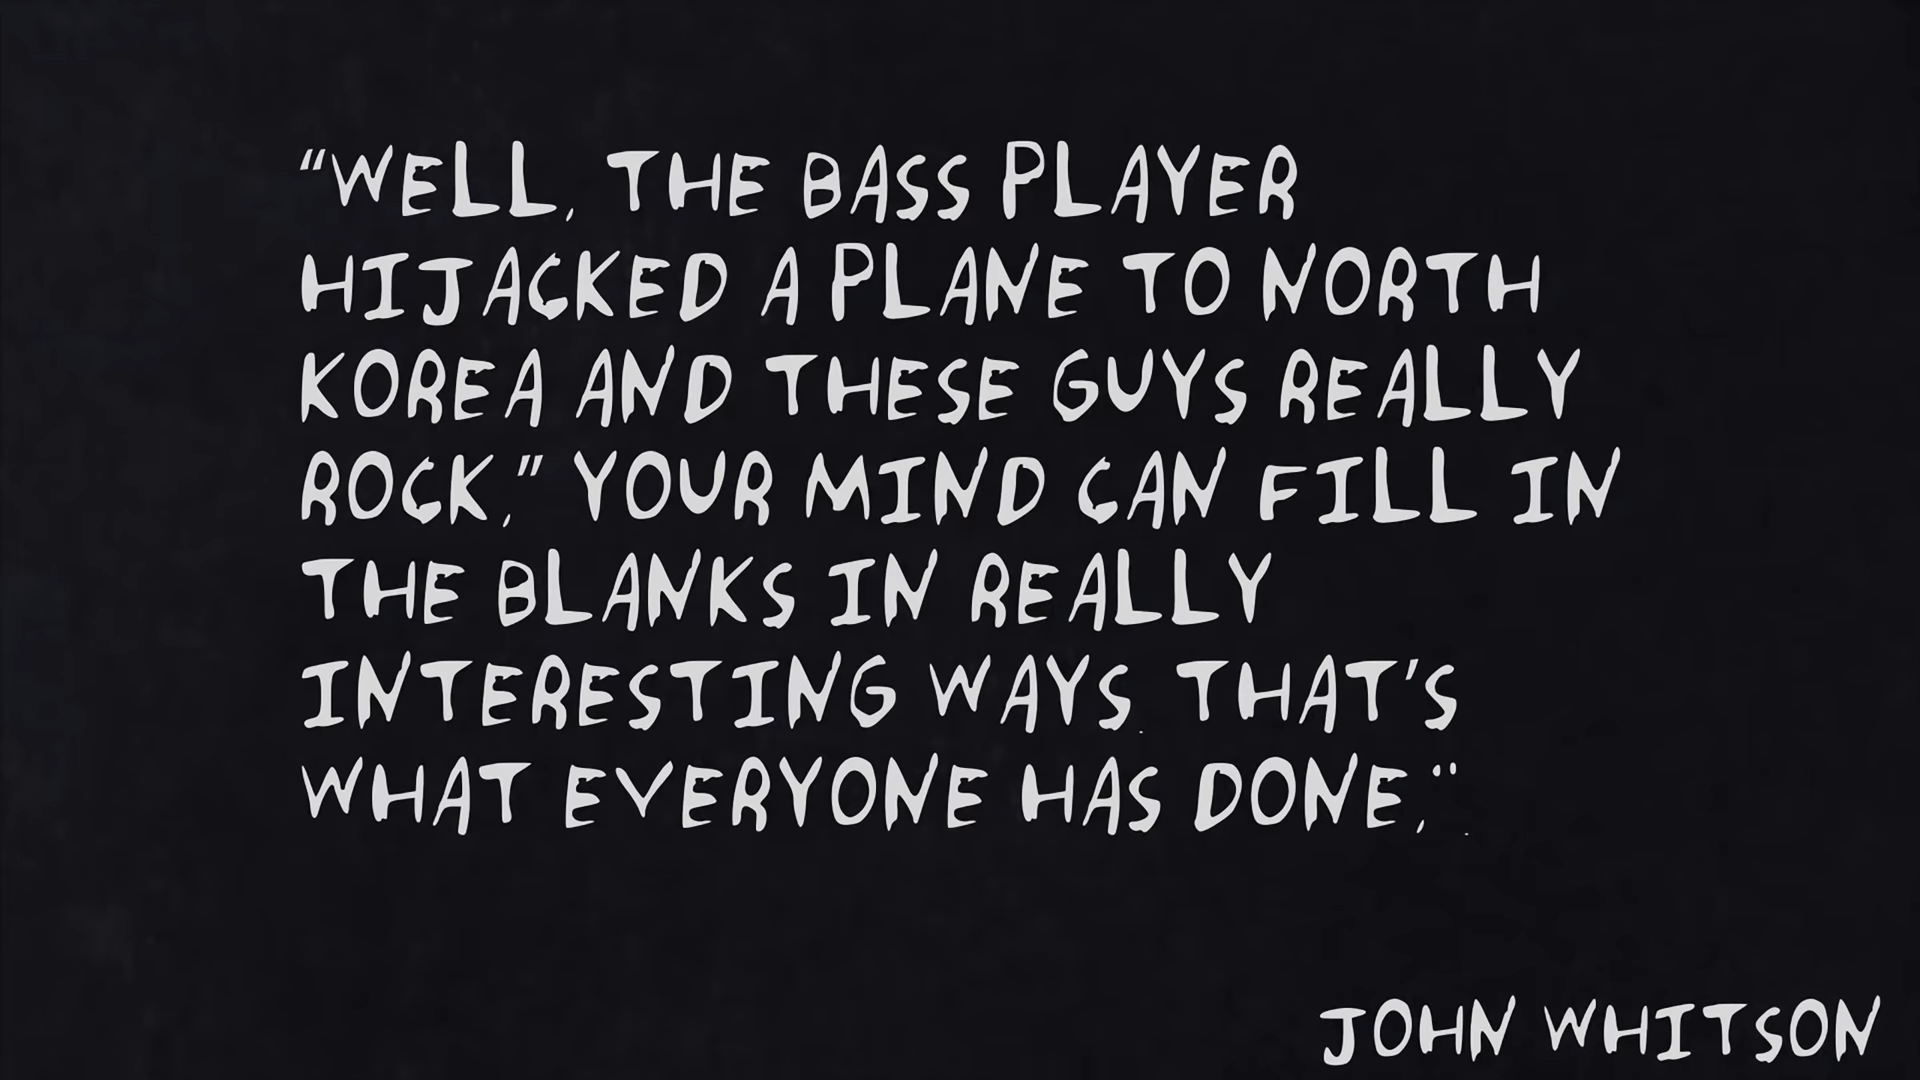 “WELL, THE BASS PLAYER
HIJACKED A PLANE TO NORTH
KOREA AND THESE GUYS REALLY
ROCK,” YOUR MIND CAN FILL IN
THE BLANKS IN REALLY
INTERESTING WAYS. THAT’S
WHAT EVERYONE HAS DONE,”.
JOHN WHITSON